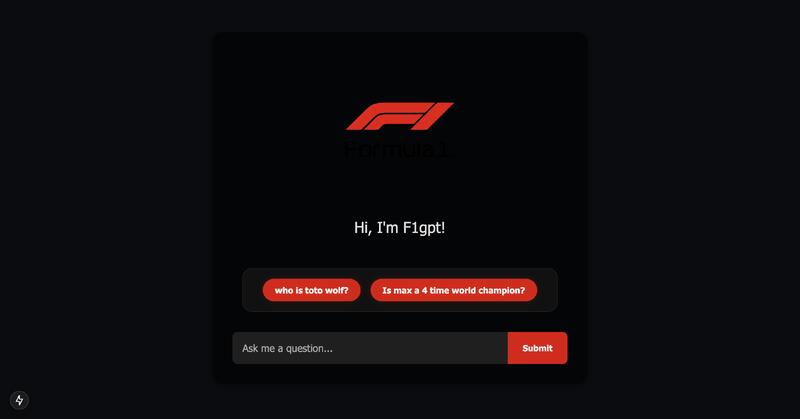 Formula 1
Hi, I'm F1gpt!
who is toto wolf?
Is max a 4 time world champion?
Ask me a question...
Submit